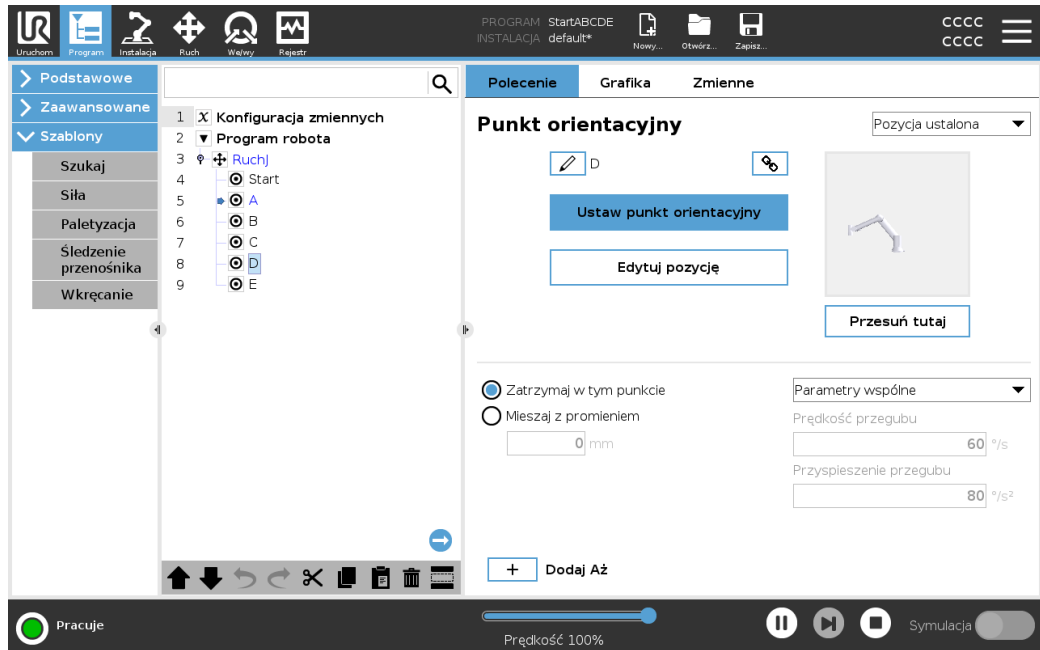 UR
Uruchom
Program
Instalacja
Ruch
We/wy
Rejestr
PROGRAM StartABCDE
INSTALACJA default*
Nowy...
Otwórz...
Zapisz...
CCCC
CCCC
Podstawowe
Zaawansowane
Szablony
Szukaj
Siła
Paletyzacja
Śledzenie
przenośnika
Wkręcanie
1 X Konfiguracja zmiennych
2 Program robota
3 RuchJ
4 Start
5 A
6 B
7 C
8 D
9 E
Polecenie Grafika Zmienne
Punkt orientacyjny
Pozycja ustalona
D
Ustaw punkt orientacyjny
Edytuj pozycję
Przesuń tutaj
Zatrzymaj w tym punkcie
Mieszaj z promieniem
0 mm
Parametry wspólne
Prędkość przegubu
60 °/s
Przyspieszenie przegubu
80 °/s²
+ Dodaj Aż
Pracuje
Prędkość 100%
Symulacja